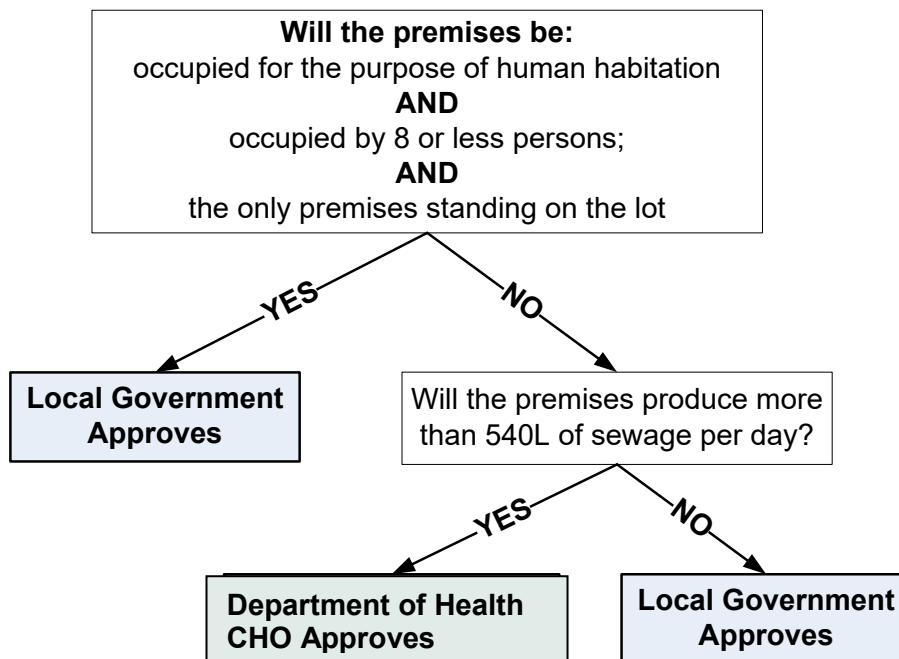 Will the premises be:
occupied for the purpose of human habitation
AND
occupied by 8 or less persons;
AND
the only premises standing on the lot
YES
NO
Local Government
Approves
Will the premises produce more
than 540L of sewage per day?
YES
NO
Department of Health
CHO Approves
Local Government
Approves